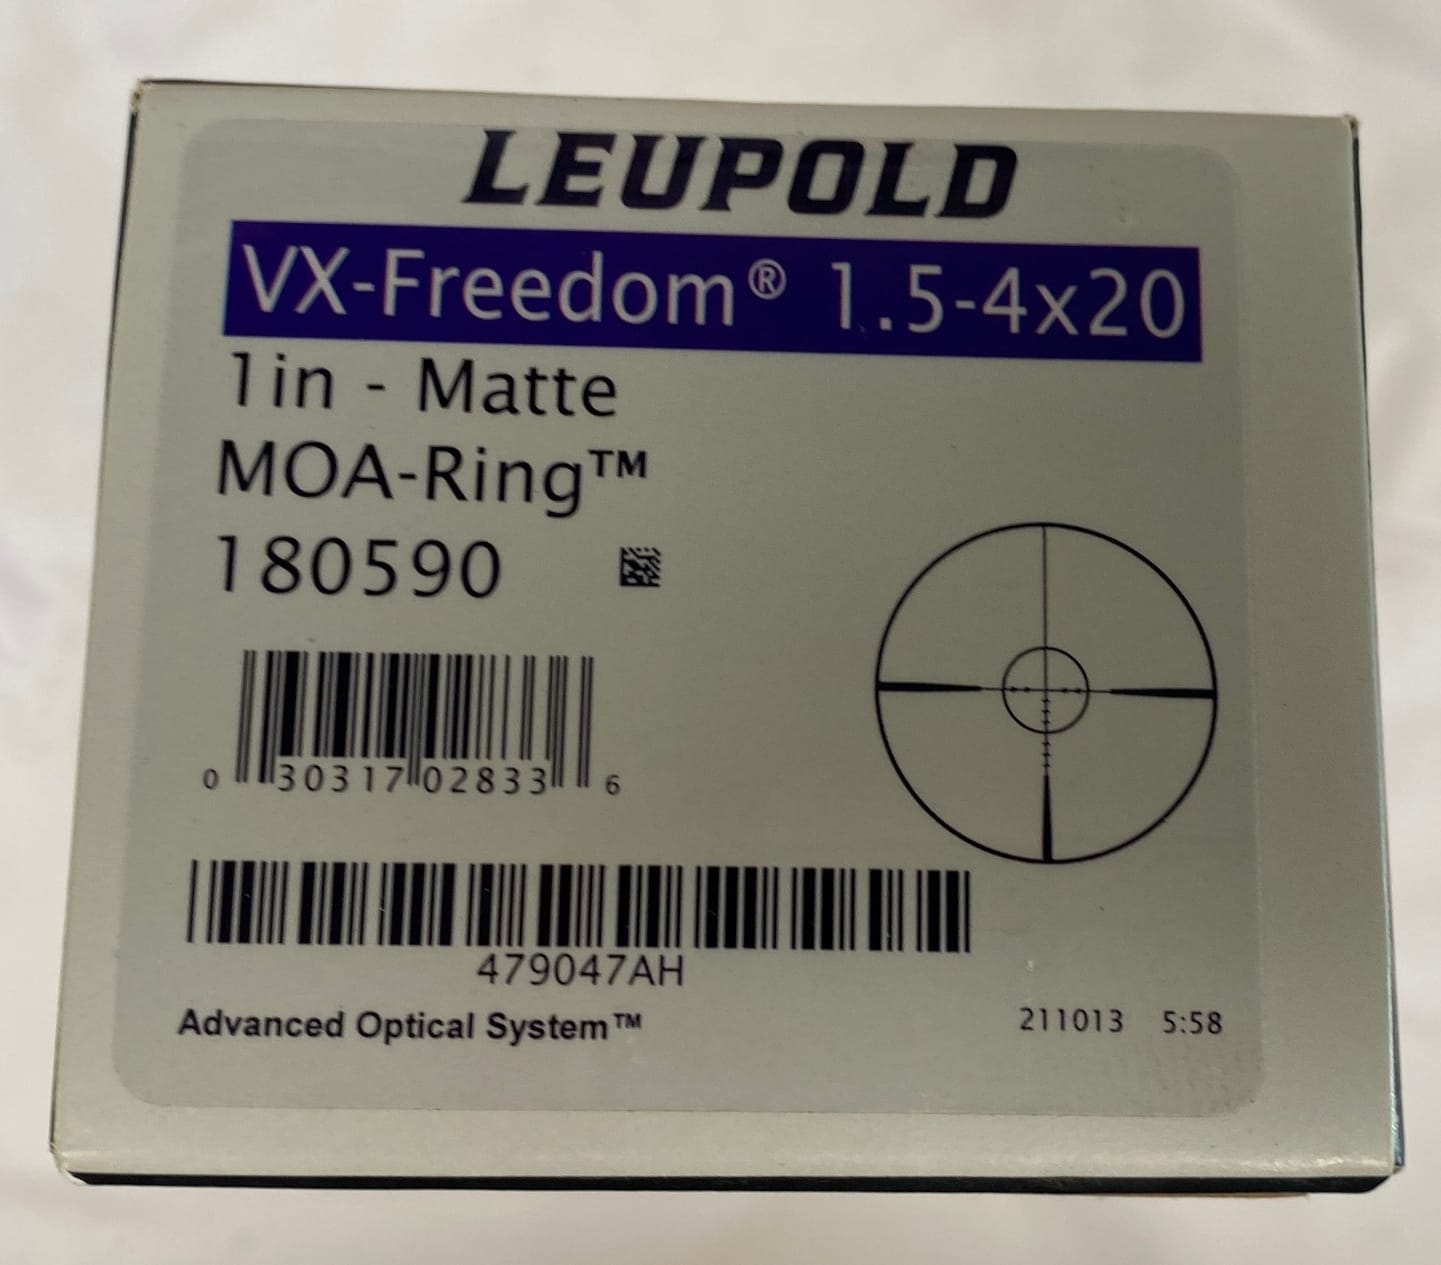 LEUPOLD
VX-Freedom® 1.5-4x20
1in - Matte
MOA-Ring™
180590
0 30317 02833 6
479047AH
Advanced Optical System™
211013 5:58